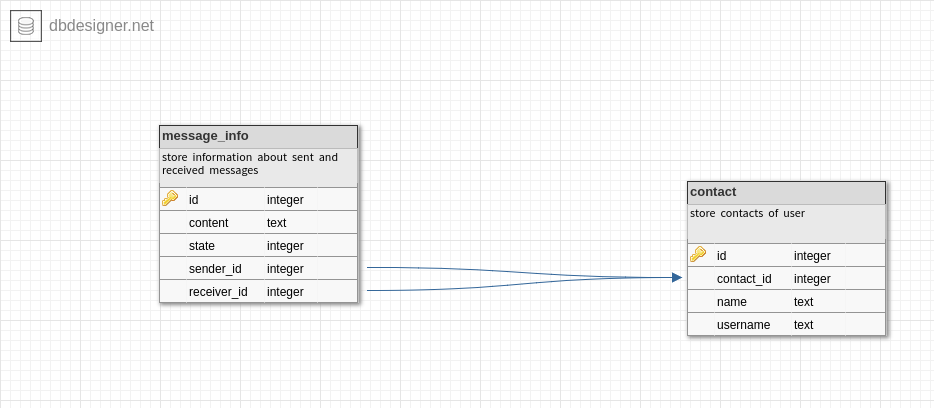 dbdesigner.net
message_info
store information about sent and
received messages
id integer
content text
state integer
sender_id integer
receiver_id integer
contact
store contacts of user
id integer
contact_id integer
name text
username text